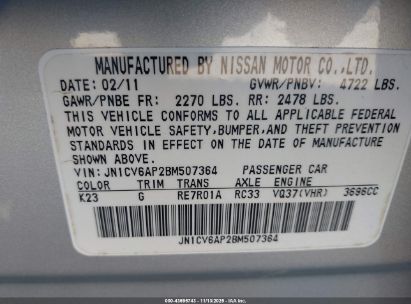 MANUFACTURED BY NISSAN MOTOR CO.,LTD.
DATE: 02/11 GVWR/PNBV: 4722 LBS.
GAWR/PNBE FR: 2270 LBS. RR: 2478 LBS.
THIS VEHICLE CONFORMS TO ALL APPLICABLE FEDERAL
MOTOR VEHICLE SAFETY,BUMPER,AND THEFT PREVENTION
STANDARDS IN EFFECT ON THE DATE OF MANUFACTURE
SHOWN ABOVE.
VIN: JN1CV6AP2BM507364 PASSENGER CAR
COLOR TRIM TRANS AXLE ENGINE
K23 G RE7R01A RC33 VQ37(VHR) 3696CC
JN1CV6AP2BM507364